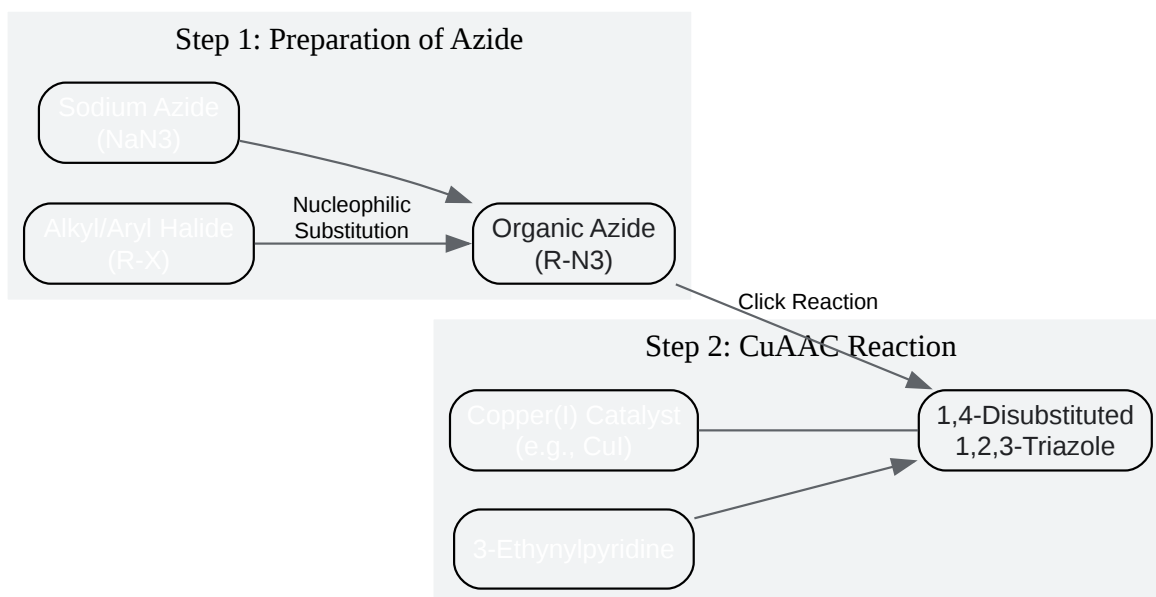 Step 1: Preparation of Azide
Sodium Azide
(NaN3)
Alkyl/Aryl Halide
(R-X)
Nucleophilic
Substitution
Organic Azide
(R-N3)
Click Reaction
Step 2: CuAAC Reaction
Copper(I) Catalyst
(e.g., CuI)
1,4-Disubstituted
1,2,3-Triazole
3-Ethynylpyridine